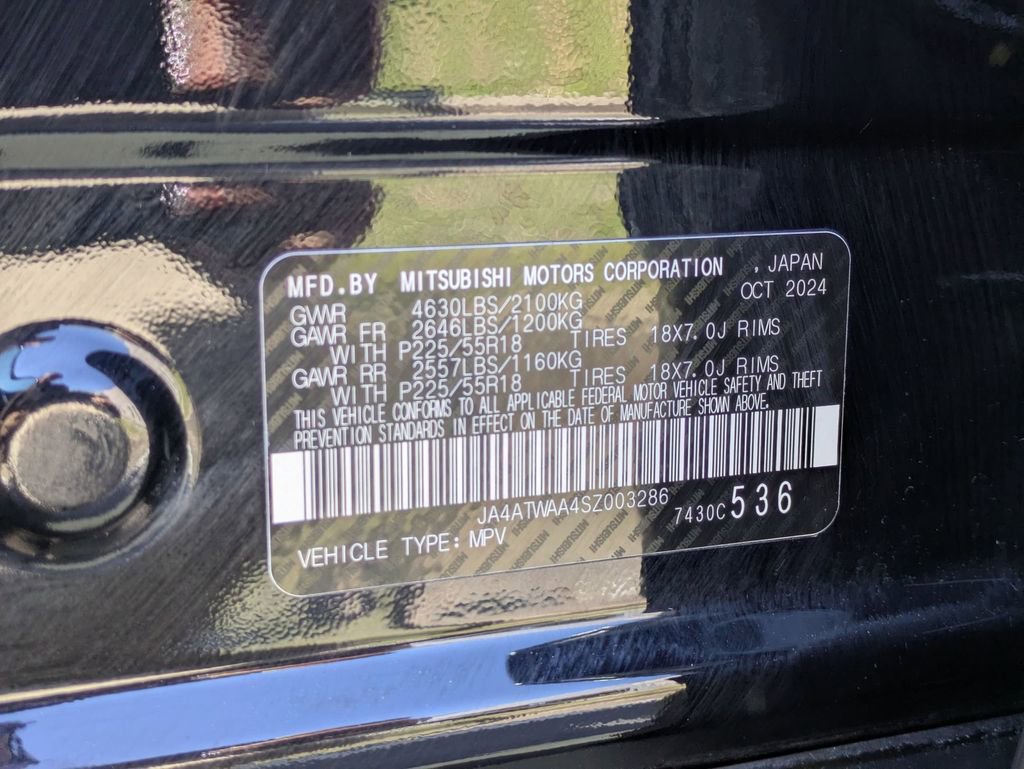 MFD.BY MITSUBISHI MOTORS CORPORATION , JAPAN
OCT 2024
GVWR 4630LBS/2100KG
GAWR FR 2646LBS/1200KG
WITH P225/55R18 TIRES 18X7.0J RIMS
GAWR RR 2557LBS/1160KG
WITH P225/55R18 TIRES 18X7.0J RIMS
THIS VEHICLE CONFORMS TO ALL APPLICABLE FEDERAL MOTOR VEHICLE SAFETY AND THEFT
PREVENTION STANDARDS IN EFFECT ON THE DATE OF MANUFACTURE SHOWN ABOVE.
JA4ATWAA4SZ003286
7430C 536
VEHICLE TYPE: MPV